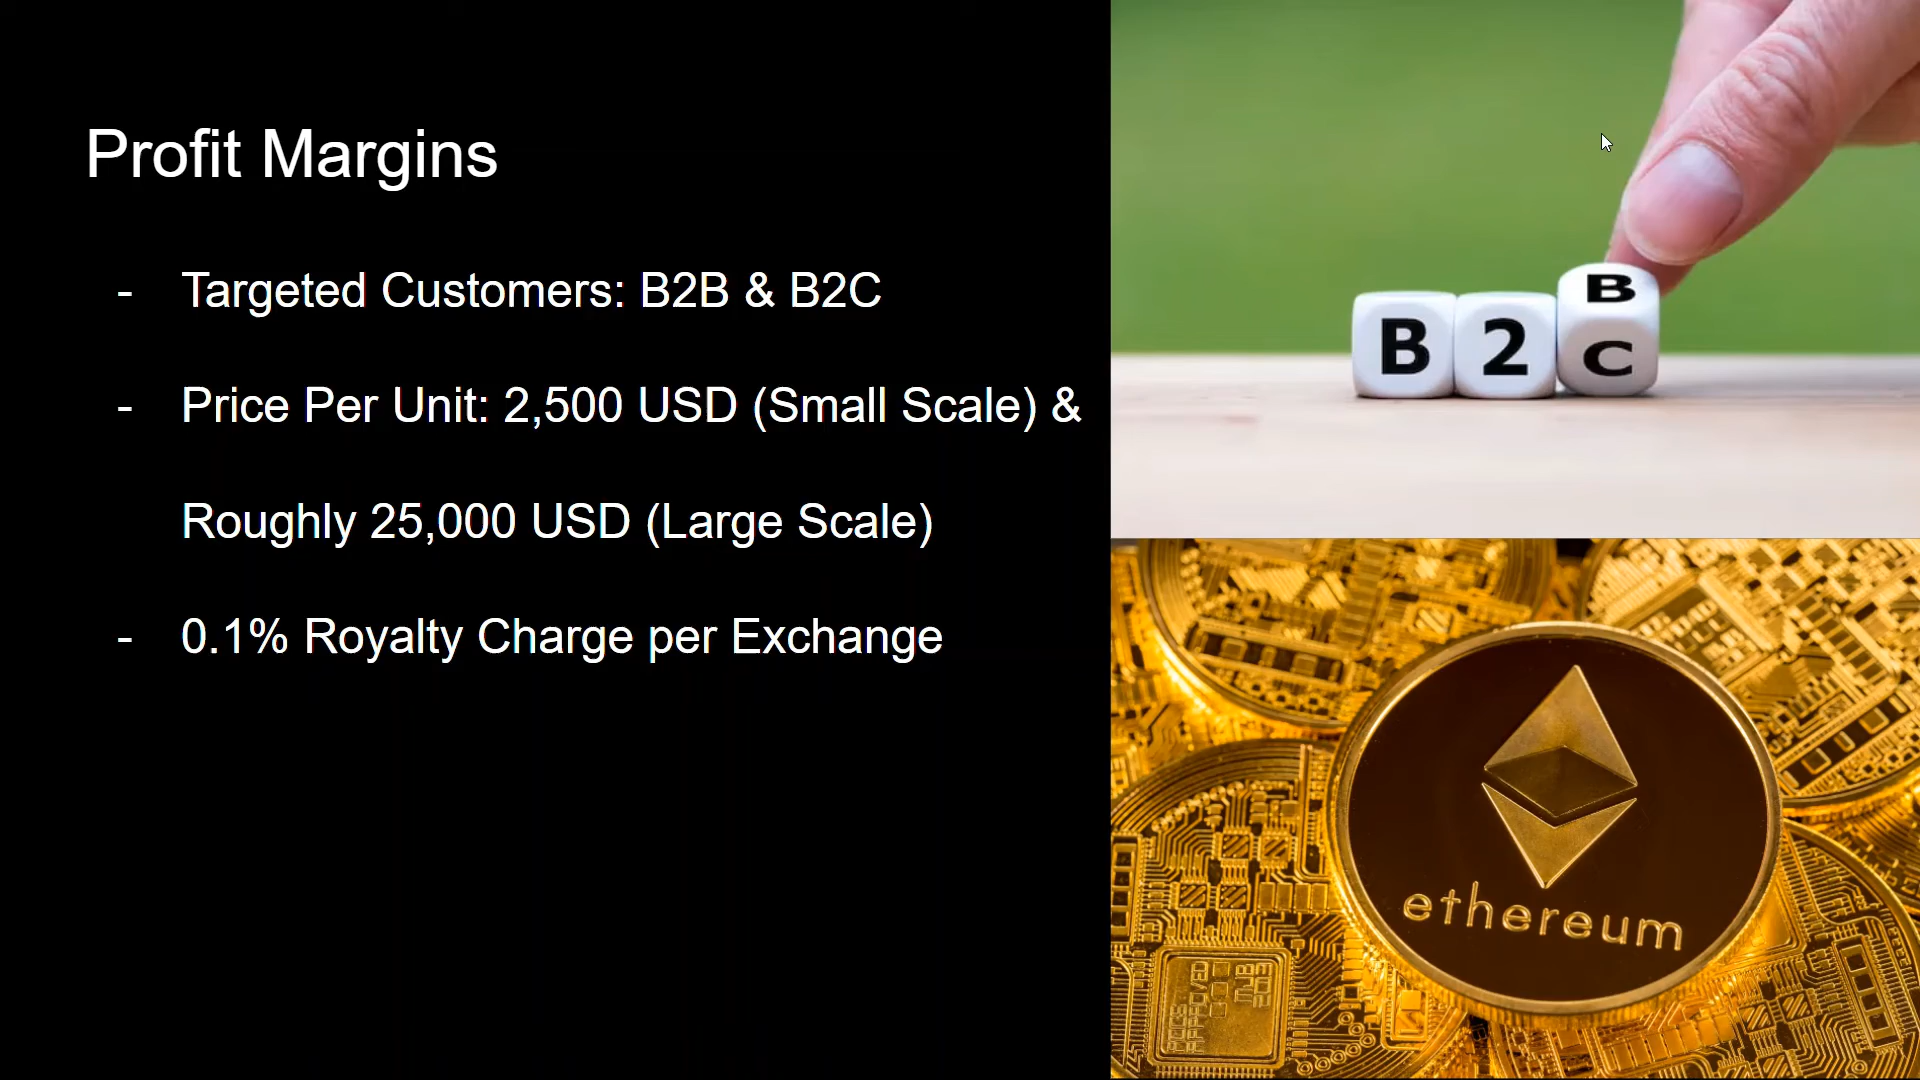 Profit Margins
- Targeted Customers: B2B & B2C
- Price Per Unit: 2,500 USD (Small Scale) &
Roughly 25,000 USD (Large Scale)
- 0.1% Royalty Charge per Exchange
B
B 2 C
ethereum